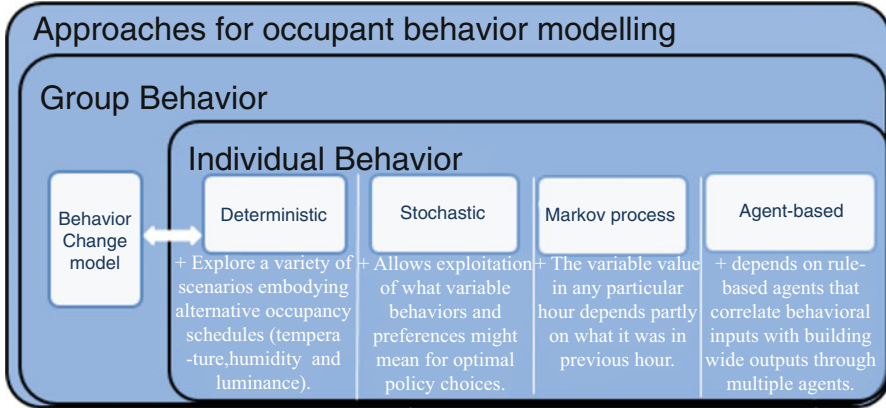 Approaches for occupant behavior modelling
Group Behavior
Individual Behavior
Behavior
Change
model
Deterministic
+ Explore a variety of
scenarios embodying
alternative occupancy
schedules (tempera
-ture,humidity and
luminance).
Stochastic
+ Allows exploitation
of what variable
behaviors and
preferences might
mean for optimal
policy choices.
Markov process
+ The variable value
in any particular
hour depends partly
on what it was in
previous hour.
Agent-based
+ depends on rule-
based agents that
correlate behavioral
inputs with building
wide outputs through
multiple agents.